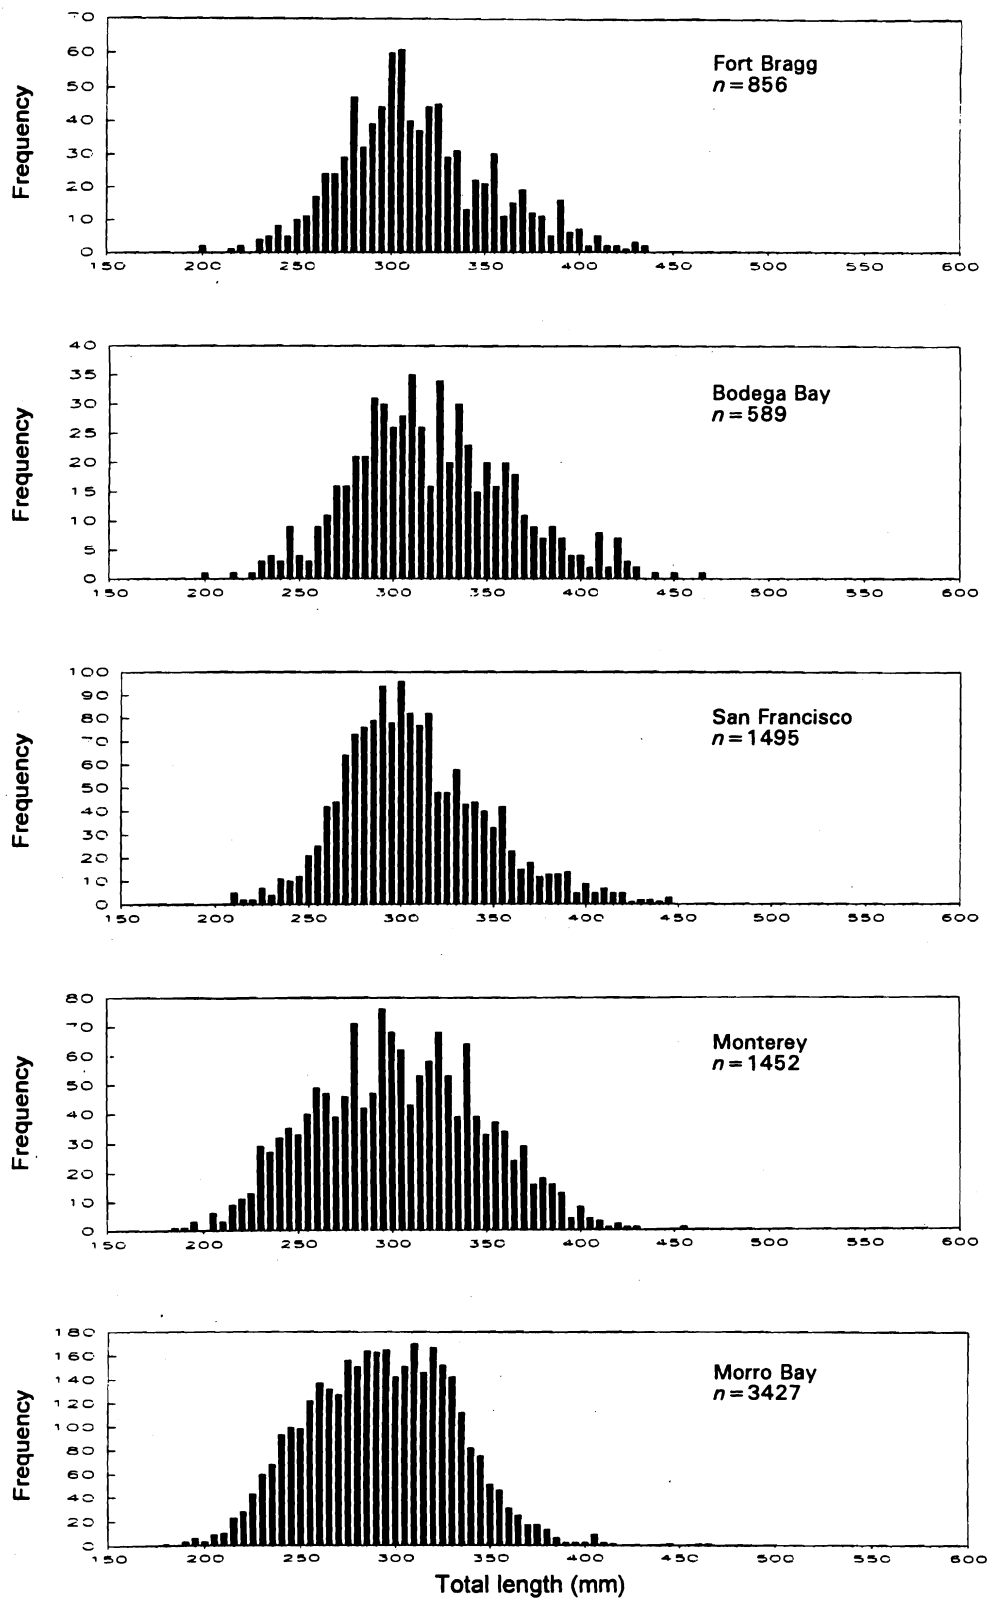 70
60
50
40
30
20
10
0
Frequency
Fort Bragg
n=856
150 200 250 300 350 400 450 500 550 600
40
35
30
25
20
15
10
5
0
Frequency
Bodega Bay
n=589
150 200 250 300 350 400 450 500 550 600
100
90
80
70
60
50
40
30
20
10
0
Frequency
San Francisco
n=1495
150 200 250 300 350 400 450 500 550 600
80
70
60
50
40
30
20
10
0
Frequency
Monterey
n=1452
150 200 250 300 350 400 450 500 550 600
180
160
140
120
100
80
60
40
20
0
Frequency
Morro Bay
n=3427
150 200 250 300 350 400 450 500 550 600
Total length (mm)